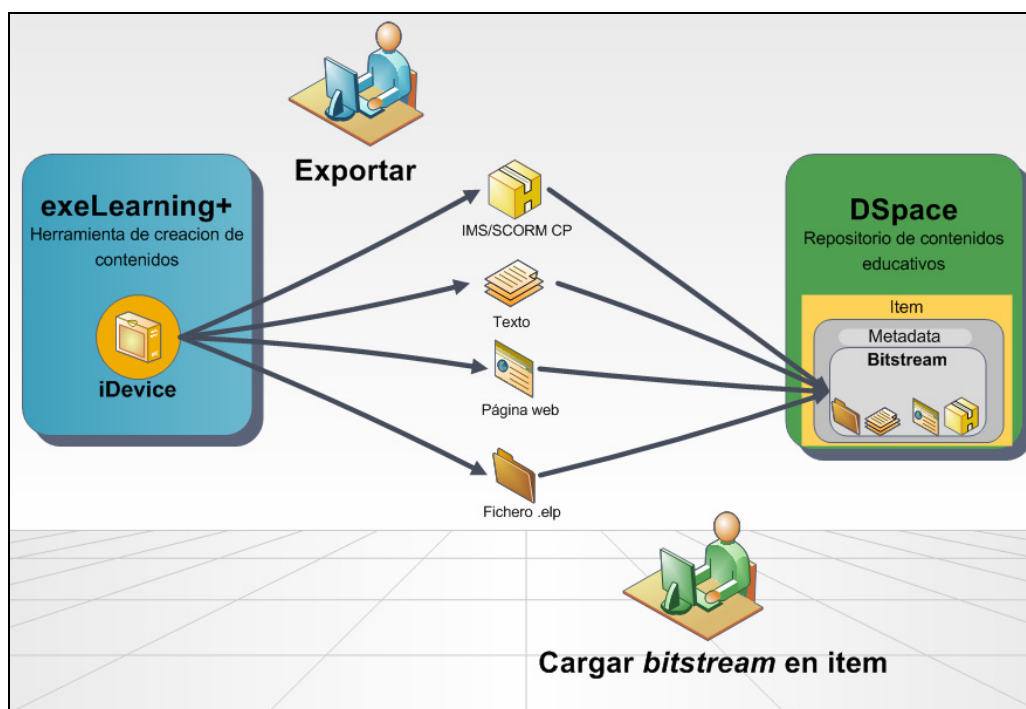 Exportar
exeLearning+
Herramienta de creacion de
contenidos
iDevice
IMS/SCORM CP
Texto
Página web
Fichero .elp
DSpace
Repositorio de contenidos
educativos
Item
Metadata
Bitstream
Cargar bitstream en item